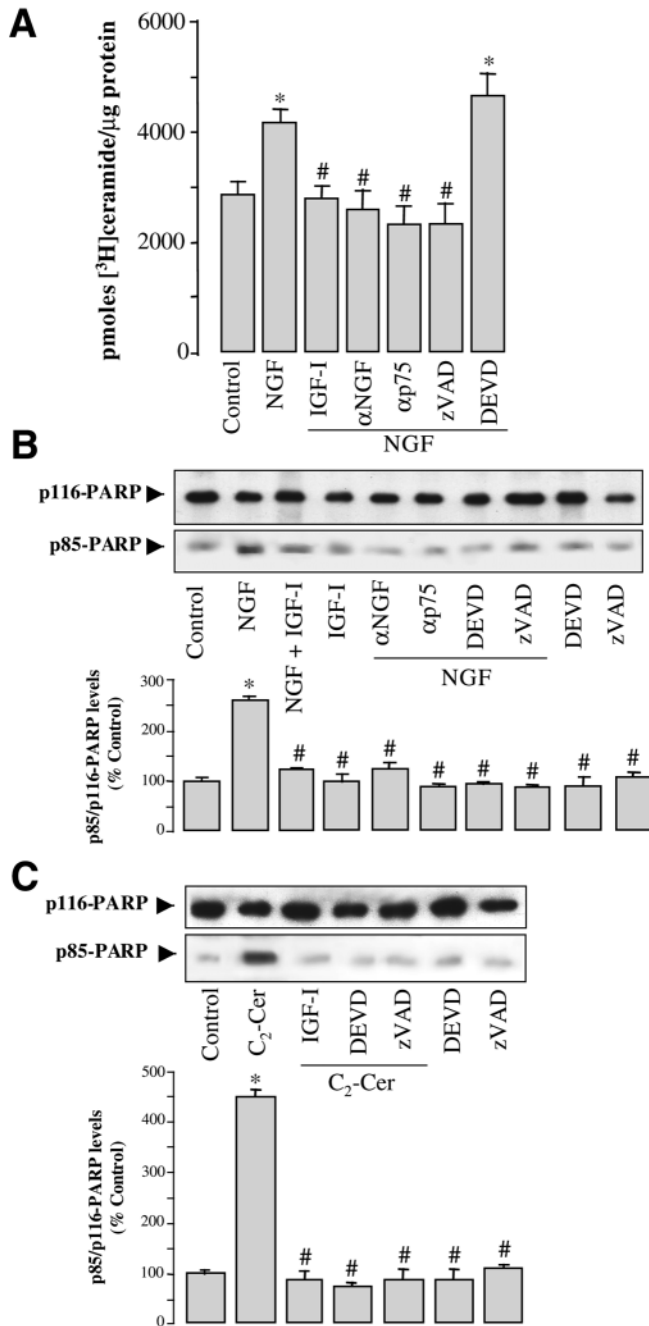 A
pmoles [³H]ceramide/µg protein
6000
4000
2000
0
*
#
#
#
#
*
Control
NGF
IGF-I
αNGF
αp75
zVAD
DEVD
NGF
B
p116-PARP
p85-PARP
Control
NGF
NGF + IGF-I
IGF-I
αNGF
αp75
DEVD
zVAD
DEVD
zVAD
NGF
p85/p116-PARP levels
(% Control)
300
200
100
0
*
#
#
#
#
#
#
#
#
C
p116-PARP
p85-PARP
Control
C₂-Cer
IGF-I
DEVD
zVAD
DEVD
zVAD
C₂-Cer
p85/p116-PARP levels
(% Control)
500
400
300
200
100
0
*
#
#
#
#
#